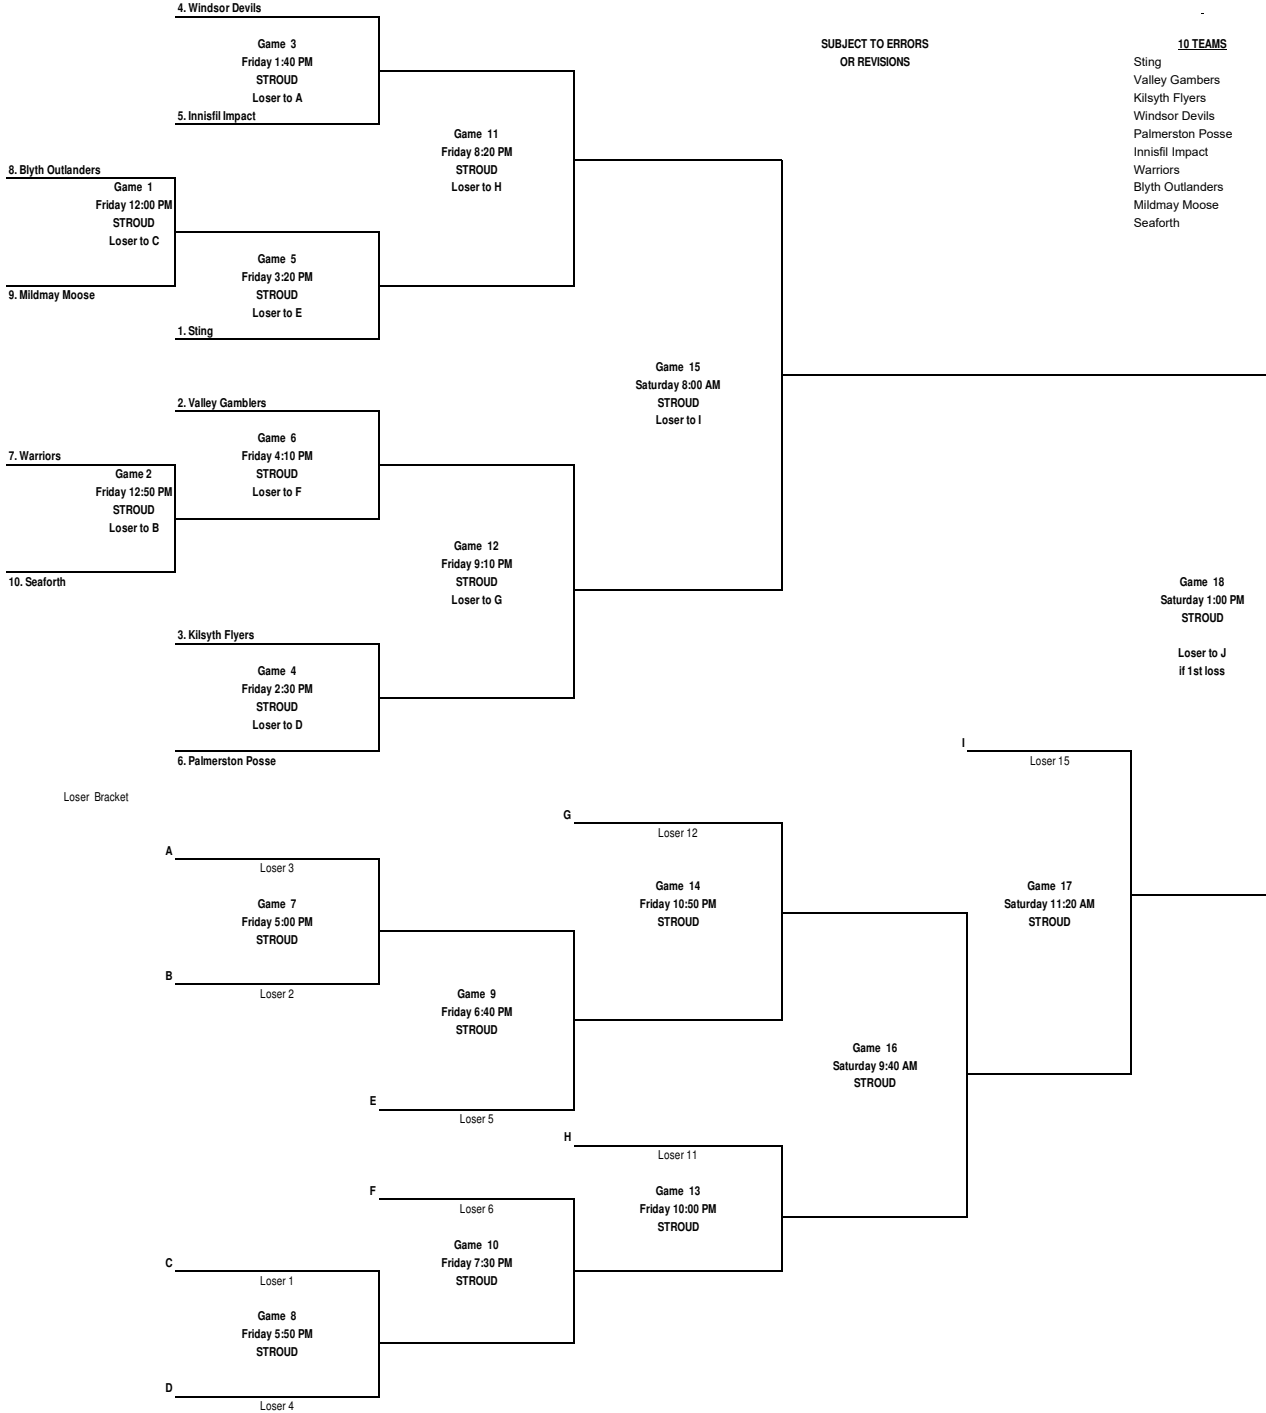 4. Windsor Devils
Game 3
Friday 1:40 PM
STROUD
Loser to A
5. Innisfil Impact
SUBJECT TO ERRORS
OR REVISIONS
-
10 TEAMS
Sting
Valley Gambers
Kilsyth Flyers
Windsor Devils
Palmerston Posse
Innisfil Impact
Warriors
Blyth Outlanders
Mildmay Moose
Seaforth
Game 11
Friday 8:20 PM
STROUD
Loser to H
8. Blyth Outlanders
Game 1
Friday 12:00 PM
STROUD
Loser to C
9. Mildmay Moose
Game 5
Friday 3:20 PM
STROUD
Loser to E
1. Sting
Game 15
Saturday 8:00 AM
STROUD
Loser to I
2. Valley Gamblers
Game 6
Friday 4:10 PM
STROUD
Loser to F
7. Warriors
Game 2
Friday 12:50 PM
STROUD
Loser to B
10. Seaforth
Game 12
Friday 9:10 PM
STROUD
Loser to G
Game 18
Saturday 1:00 PM
STROUD
Loser to J
if 1st loss
3. Kilsyth Flyers
Game 4
Friday 2:30 PM
STROUD
Loser to D
6. Palmerston Posse
I
Loser 15
Loser Bracket
G
Loser 12
A
Loser 3
Game 7
Friday 5:00 PM
STROUD
B
Loser 2
Game 14
Friday 10:50 PM
STROUD
Game 17
Saturday 11:20 AM
STROUD
Game 9
Friday 6:40 PM
STROUD
E
Loser 5
Game 16
Saturday 9:40 AM
STROUD
H
Loser 11
F
Loser 6
Game 13
Friday 10:00 PM
STROUD
Game 10
Friday 7:30 PM
STROUD
C
Loser 1
Game 8
Friday 5:50 PM
STROUD
D
Loser 4